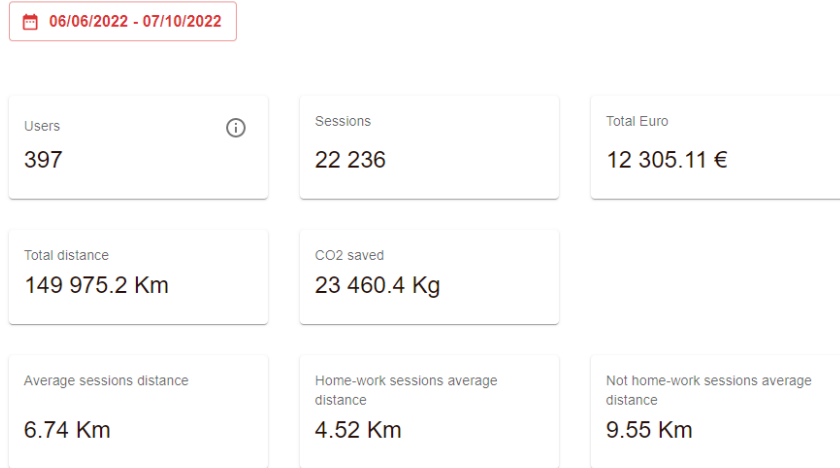 06/06/2022 - 07/10/2022
Users
397
Sessions
22 236
Total Euro
12 305.11 €
Total distance
149 975.2 Km
CO2 saved
23 460.4 Kg
Average sessions distance
6.74 Km
Home-work sessions average
distance
4.52 Km
Not home-work sessions average
distance
9.55 Km